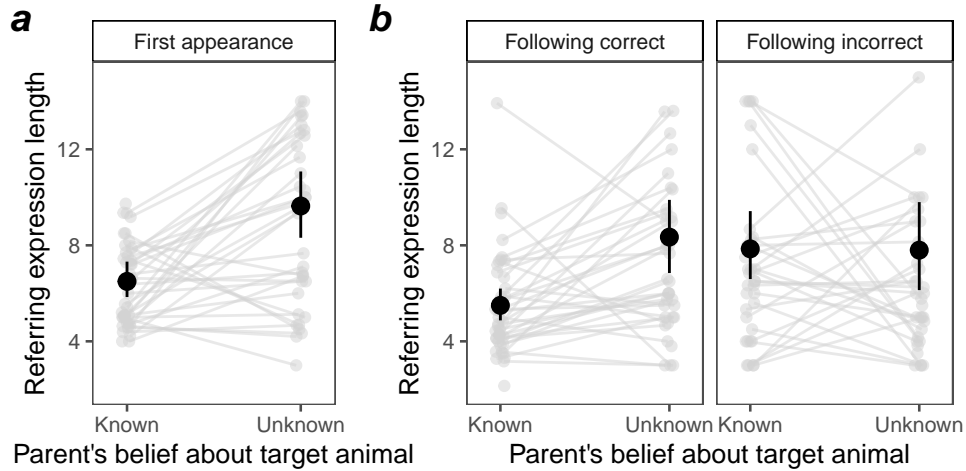 a
First appearance
Referring expression length
12
8
4
Known Unknown
Parent's belief about target animal
b
Following correct Following incorrect
Referring expression length
12
8
4
Known Unknown Known Unknown
Parent's belief about target animal